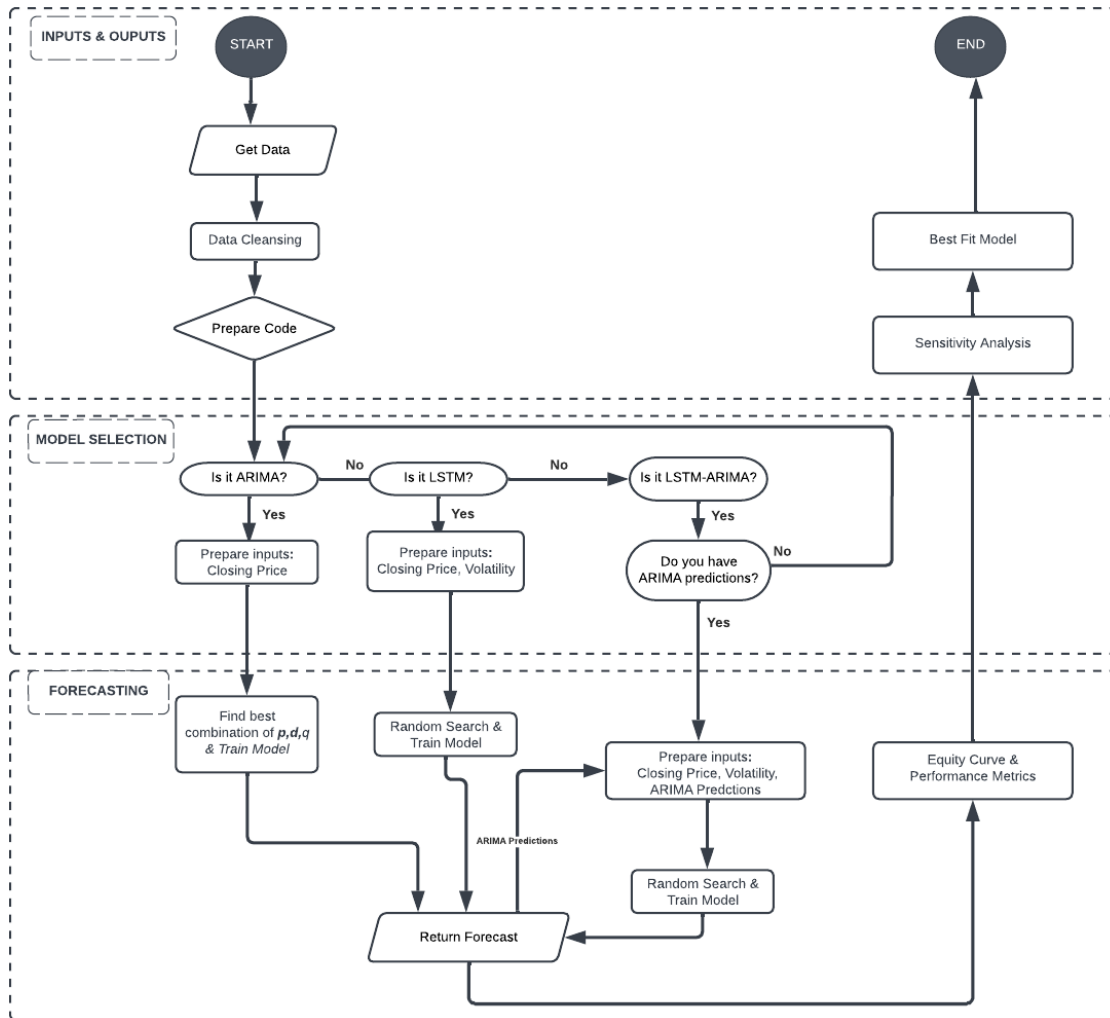 INPUTS & OUPUTS
START
END
Get Data
Data Cleansing
Best Fit Model
Prepare Code
Sensitivity Analysis
MODEL SELECTION
Is it ARIMA?
No
Is it LSTM?
No
Is it LSTM-ARIMA?
Yes
Yes
Yes
Prepare inputs:
Closing Price
Prepare inputs:
Closing Price, Volatility
Do you have
ARIMA predictions?
No
Yes
FORECASTING
Find best
combination of p,d,q
& Train Model
Random Search &
Train Model
Prepare inputs:
Closing Price, Volatility,
ARIMA Predctions
Equity Curve &
Performance Metrics
ARIMA Predictions
Random Search &
Train Model
Return Forecast